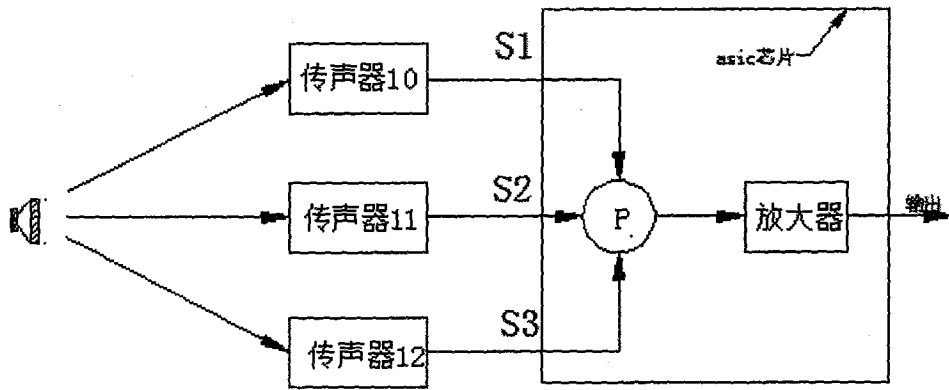 S1
asic芯片
传声器10
S2
传声器11
P.
放大器
输出
S3
传声器12